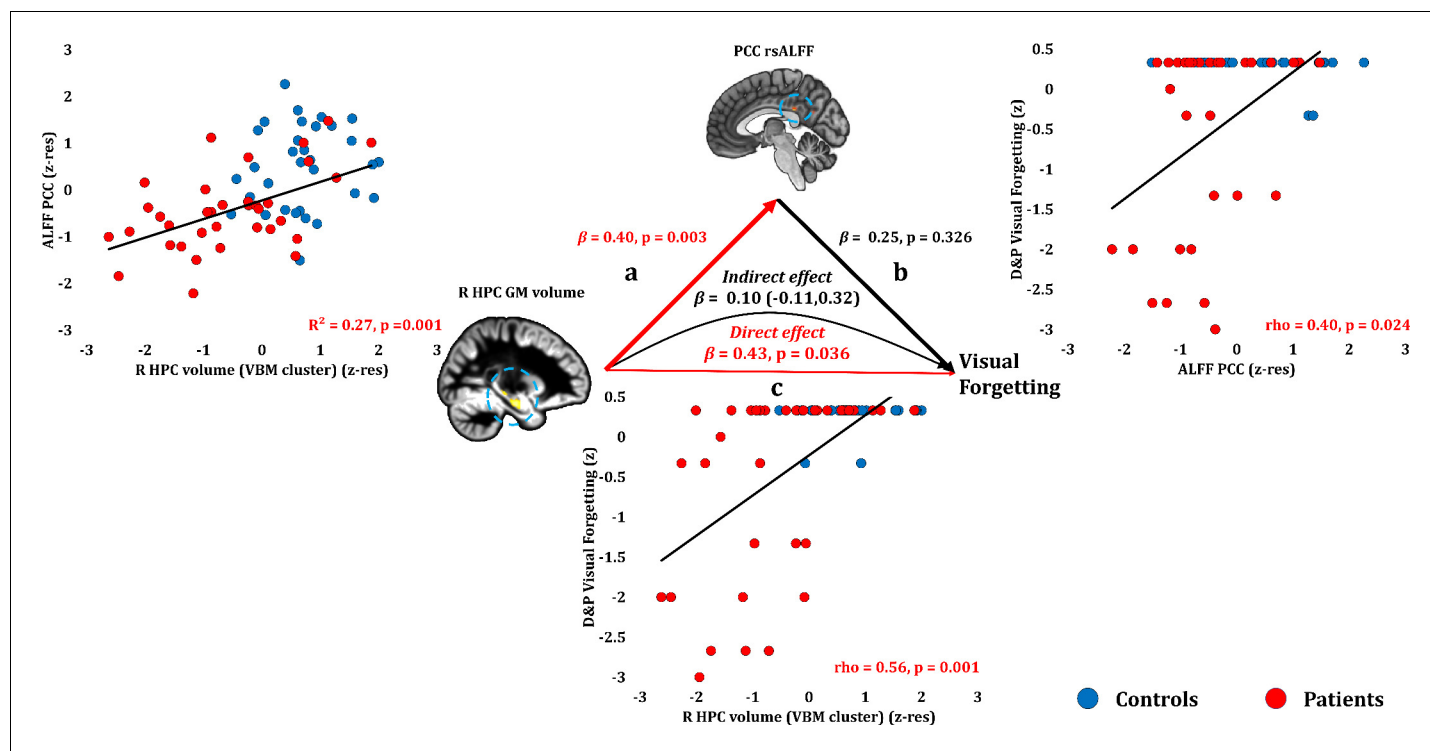 3
2
1
0
-1
-2
-3
ALFF PCC (z-res)
R² = 0.27, p =0.001
-3 -2 -1 0 1 2 3
R HPC volume (VBM cluster) (z-res)
PCC rsALFF
β = 0.40, p = 0.003
a
β = 0.25, p = 0.326
b
R HPC GM volume
Indirect effect
β = 0.10 (-0.11,0.32)
Direct effect
β = 0.43, p = 0.036
c
Visual
Forgetting
0.5
0
-0.5
-1
-1.5
-2
-2.5
-3
D&P Visual Forgetting (z)
rho = 0.40, p = 0.024
-3 -2 -1 0 1 2 3
ALFF PCC (z-res)
0.5
0
-0.5
-1
-1.5
-2
-2.5
-3
D&P Visual Forgetting (z)
rho = 0.56, p = 0.001
-3 -2 -1 0 1 2 3
R HPC volume (VBM cluster) (z-res)
Controls
Patients